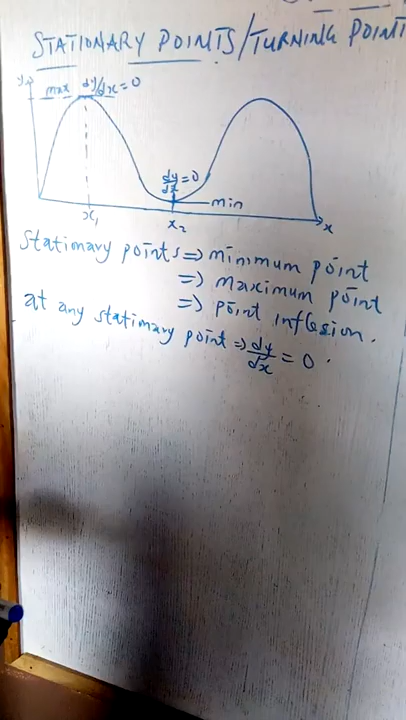 STATIONARY POINTS/TURNING POINT
y
max dy/dx=0
dy/dx=0
min
x₁
x₂
x
stationary points => minimum point
=> maximum point
=> point inflesion.
at any stationary point => dy/dx = 0.